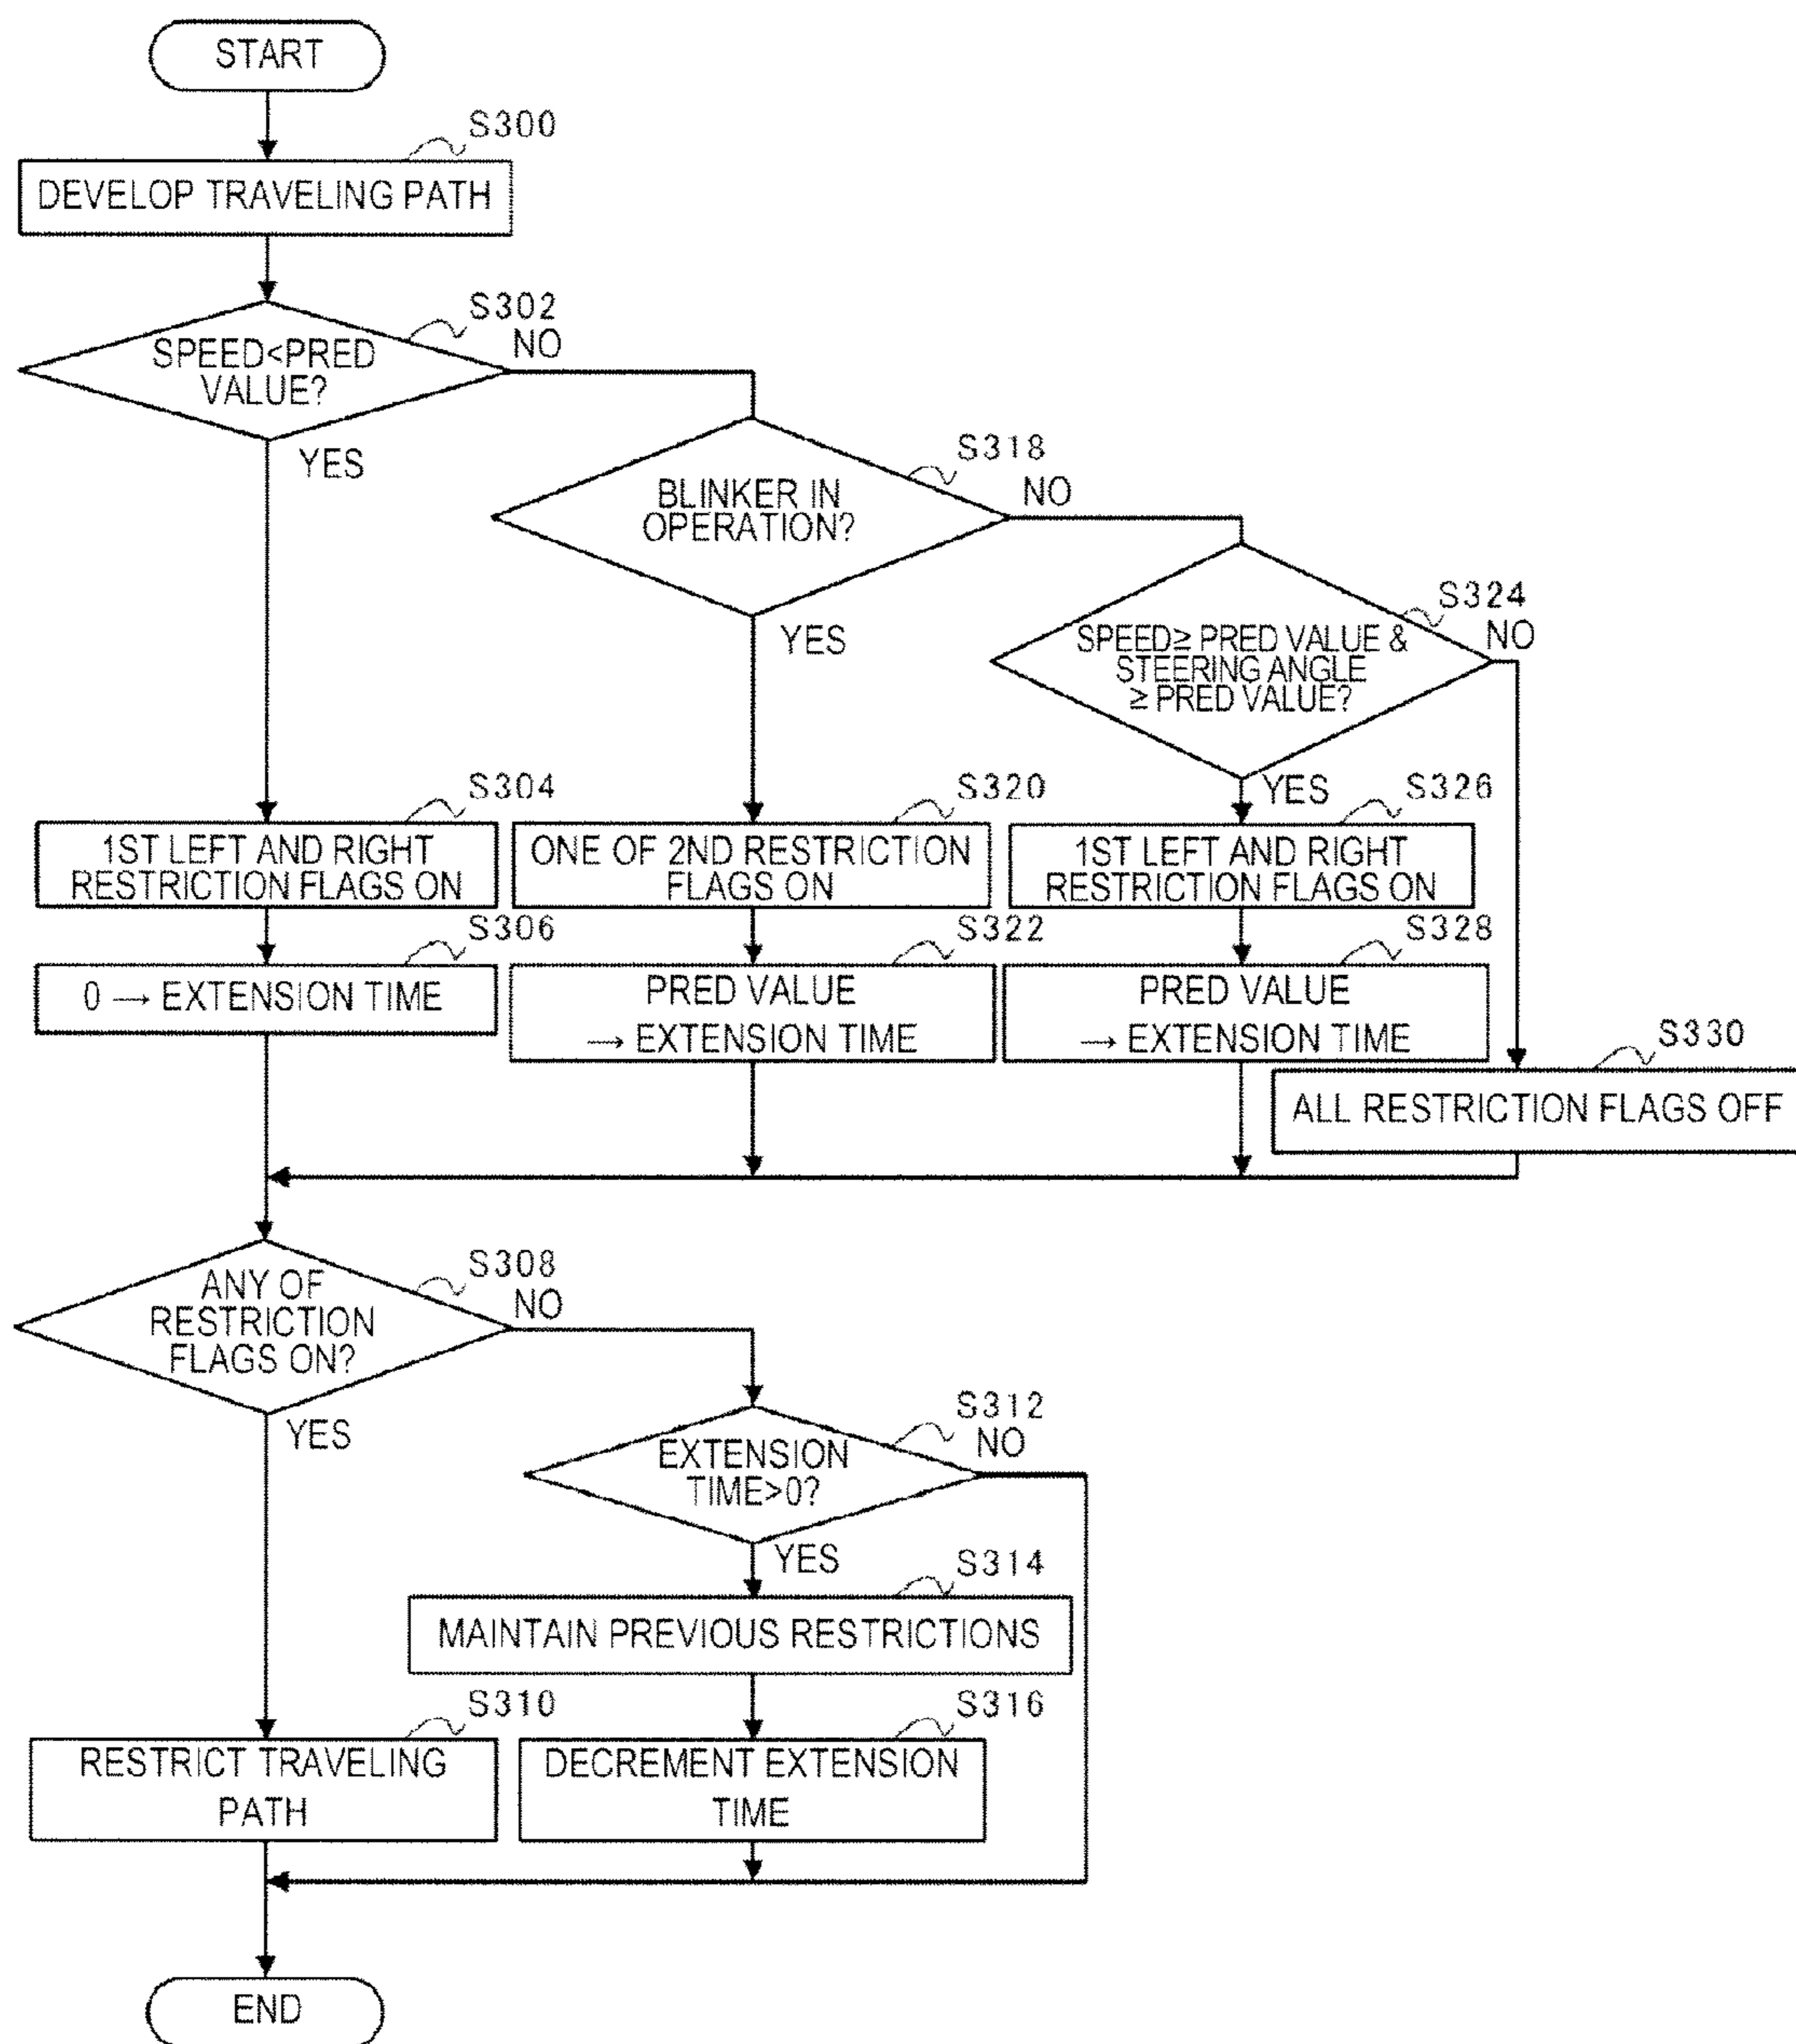 START
S300
DEVELOP TRAVELING PATH
S302
SPEED<PRED
VALUE?
NO
YES
S318
BLINKER IN
OPERATION?
NO
YES
S324
SPEED≥ PRED VALUE &
STEERING ANGLE
≥ PRED VALUE?
NO
YES
S304
1ST LEFT AND RIGHT
RESTRICTION FLAGS ON
S320
ONE OF 2ND RESTRICTION
FLAGS ON
S326
1ST LEFT AND RIGHT
RESTRICTION FLAGS ON
S306
0 → EXTENSION TIME
S322
PRED VALUE
→ EXTENSION TIME
S328
PRED VALUE
→ EXTENSION TIME
S330
ALL RESTRICTION FLAGS OFF
S308
ANY OF
RESTRICTION
FLAGS ON?
NO
YES
S312
EXTENSION
TIME>0?
NO
YES
S314
MAINTAIN PREVIOUS RESTRICTIONS
S310
RESTRICT TRAVELING
PATH
S316
DECREMENT EXTENSION
TIME
END